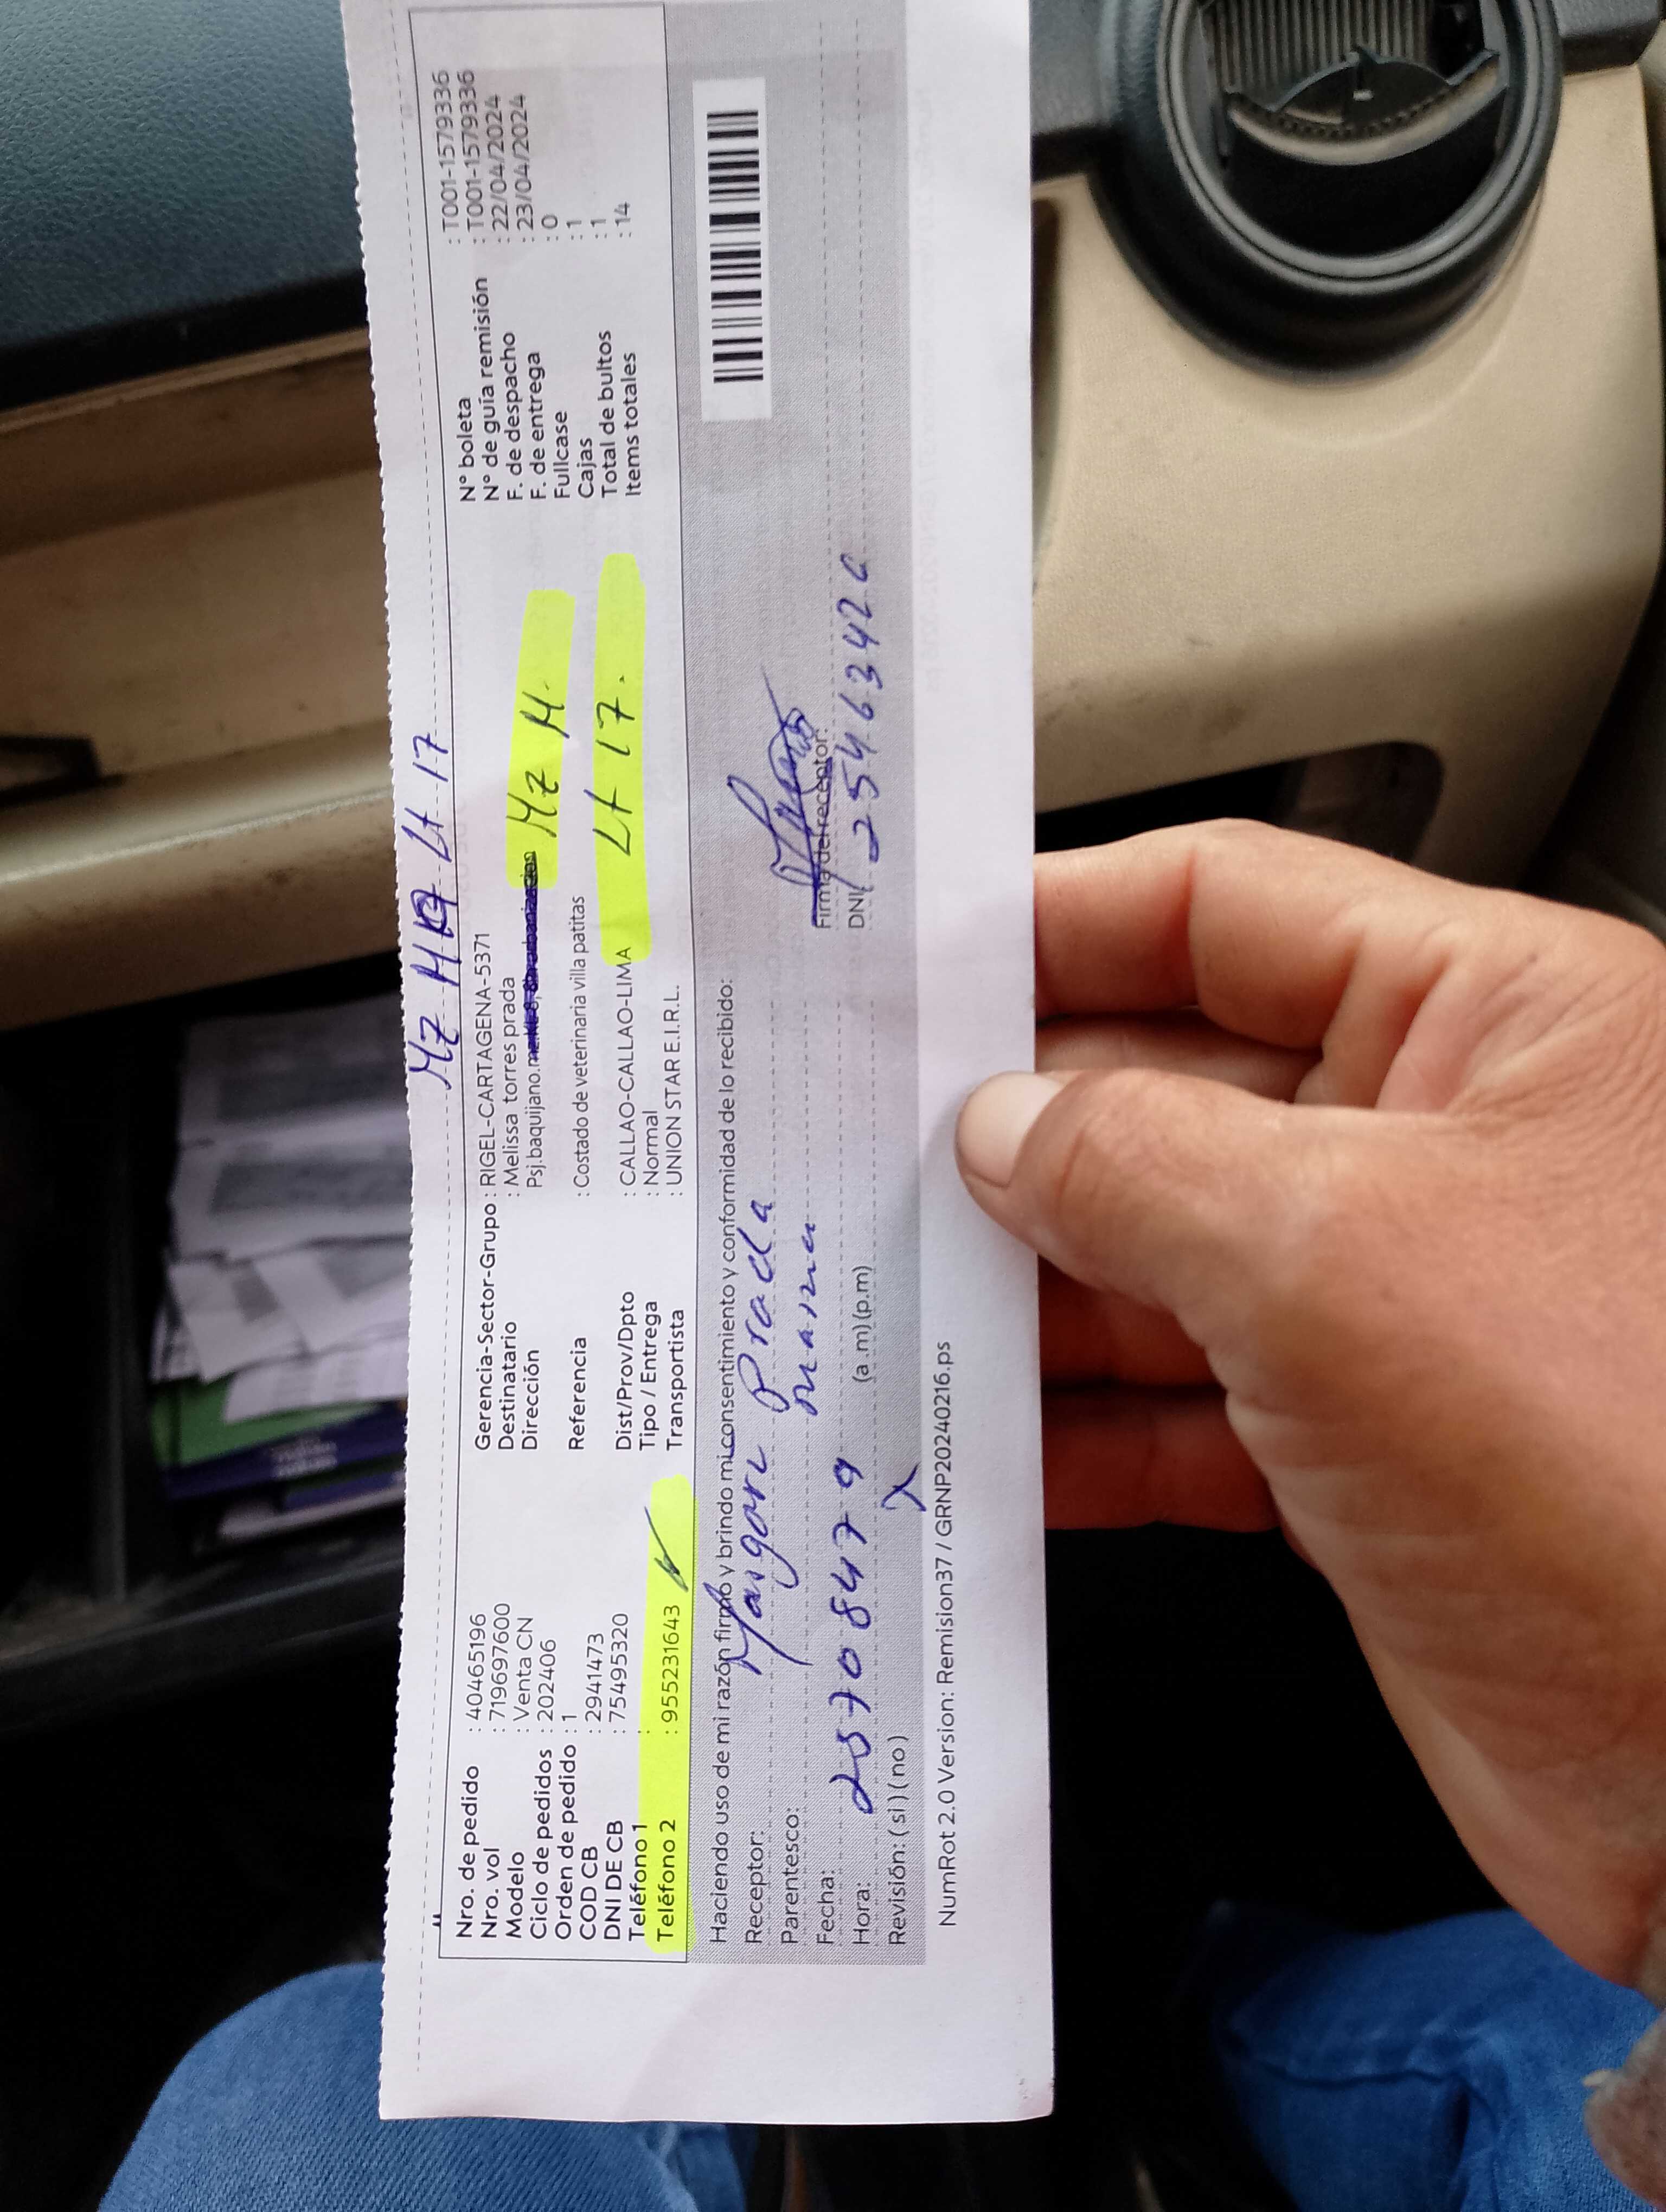 Mz H Lt 17
Nro. de pedido : 40465196
Nro. vol : 719697600
Modelo : Venta CN
Ciclo de pedidos : 202406
Orden de pedido : 1
COD CB : 2941473
DNI DE CB : 75495320
Teléfono 1 :
Teléfono 2 : 955231643
Gerencia-Sector-Grupo : RIGEL-CARTAGENA-5371
Destinatario : Melissa torres prada
Dirección Psj.baquijano. Mz H.
Referencia : Costado de veterinaria villa patitas
Dist/Prov/Dpto : CALLAO-CALLAO-LIMA Lt 17.
Tipo / Entrega : Normal
Transportista : UNION STAR E.I.R.L.
N° boleta : T001-15793336
N° de guía remisión : T001-15793336
F. de despacho : 22/04/2024
F. de entrega : 23/04/2024
Fullcase : 0
Cajas : 1
Total de bultos : 1
Items totales : 14
Haciendo uso de mi razón firmo y brindo mi consentimiento y conformidad de lo recibido:
Receptor: Prada
Parentesco: mama
Fecha:
Firma del receptor:
Hora: (a .m) (p.m)
DNI: 25463426
Revisión: ( si ) ( no )
NumRot 2.0 Version: Remision37 / GRNP20240216.ps